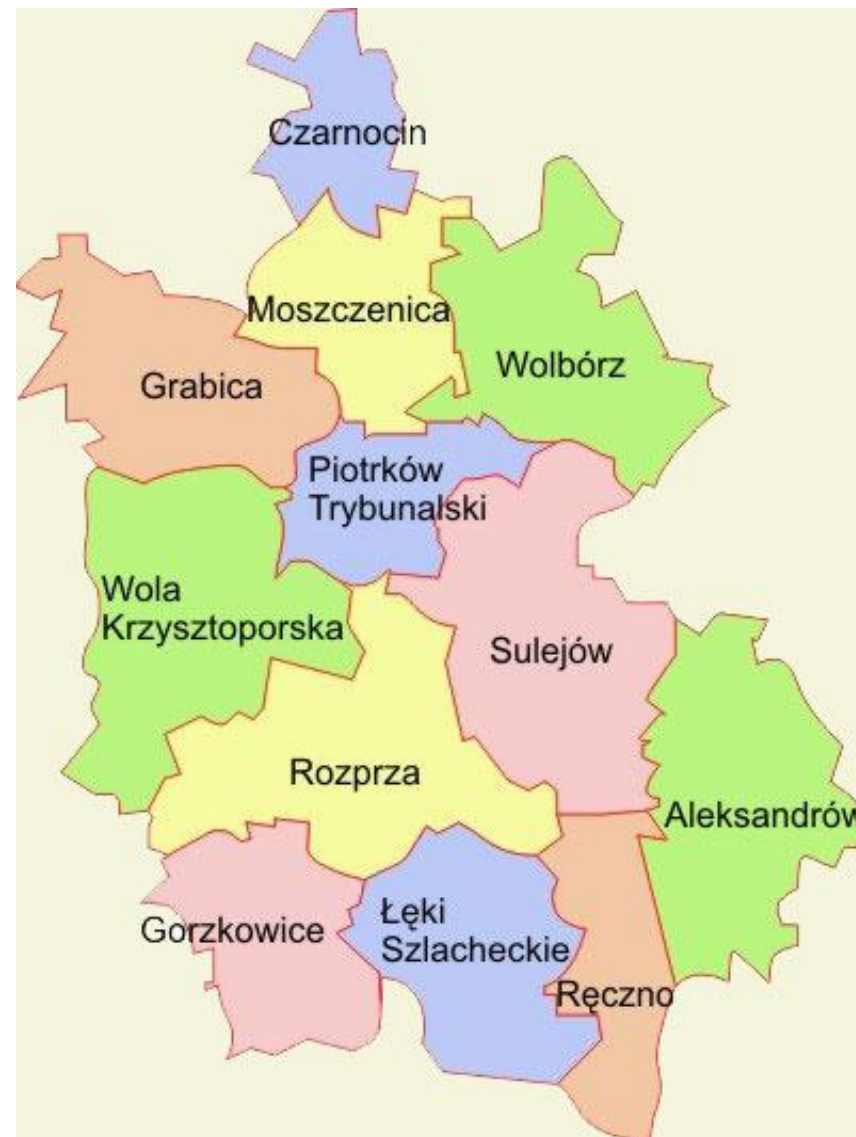 Czarnocin
Moszczenica
Wolbórz
Grabica
Piotrków
Trybunalski
Wola
Krzysztoporska
Sulejów
Rozprza
Aleksandrów
Łęki
Szlacheckie
Gorzkowice
Ręczno